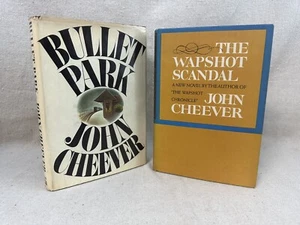 BULLET
PARK
JOHN
CHEEVER
THE
WAPSHOT
SCANDAL
A NEW NOVEL BY THE AUTHOR OF
"THE WAPSHOT
CHRONICLE"
JOHN
CHEEVER